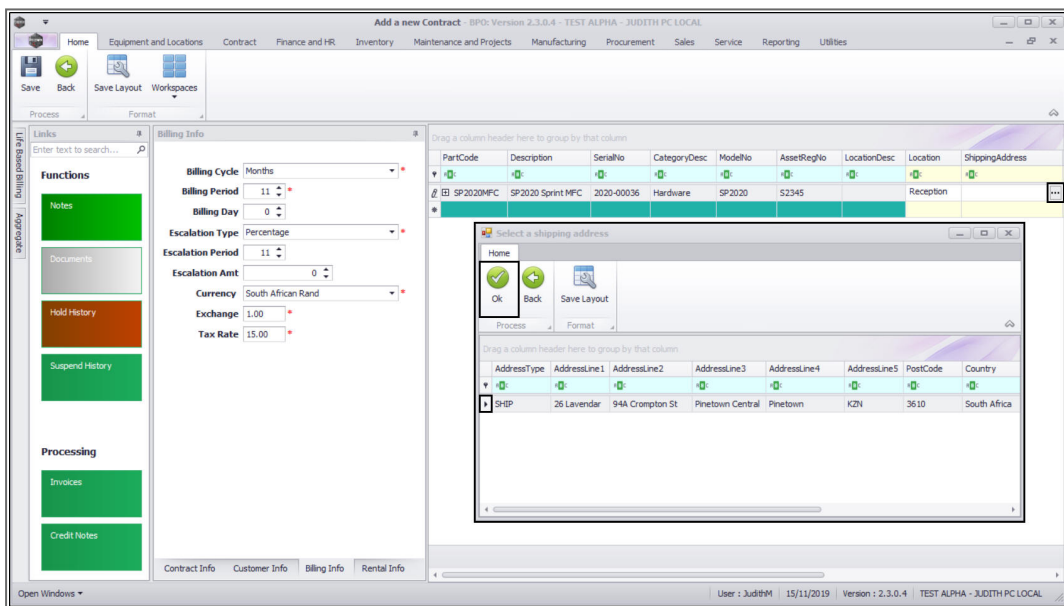 Add a new Contract - BPO: Version 2.3.0.4 - TEST ALPHA - JUDITH PC LOCAL
Home Equipment and Locations Contract Finance and HR Inventory Maintenance and Projects Manufacturing Procurement Sales Service Reporting Utilities
Save Back Save Layout Workspaces
Process Format
Life Based Billing
Aggregate
Links
Enter text to search...
Functions
Notes
Documents
Hold History
Suspend History
Processing
Invoices
Credit Notes
Billing Info
Billing Cycle Months *
Billing Period 11 *
Billing Day 0
Escalation Type Percentage *
Escalation Period 11
Escalation Amt 0
Currency South African Rand *
Exchange 1.00 *
Tax Rate 15.00 *
Contract Info Customer Info Billing Info Rental Info
Drag a column header here to group by that column
PartCode Description SerialNo CategoryDesc ModelNo AssetRegNo LocationDesc Location ShippingAddress
SP2020MFC SP2020 Sprint MFC 2020-00036 Hardware SP2020 S2345 Reception ...
Select a shipping address
Home
Ok Back Save Layout
Process Format
Drag a column header here to group by that column
AddressType AddressLine1 AddressLine2 AddressLine3 AddressLine4 AddressLine5 PostCode Country
SHIP 26 Lavendar 94A Crompton St Pinetown Central Pinetown KZN 3610 South Africa
Open Windows User : JudithM 15/11/2019 Version : 2.3.0.4 TEST ALPHA - JUDITH PC LOCAL